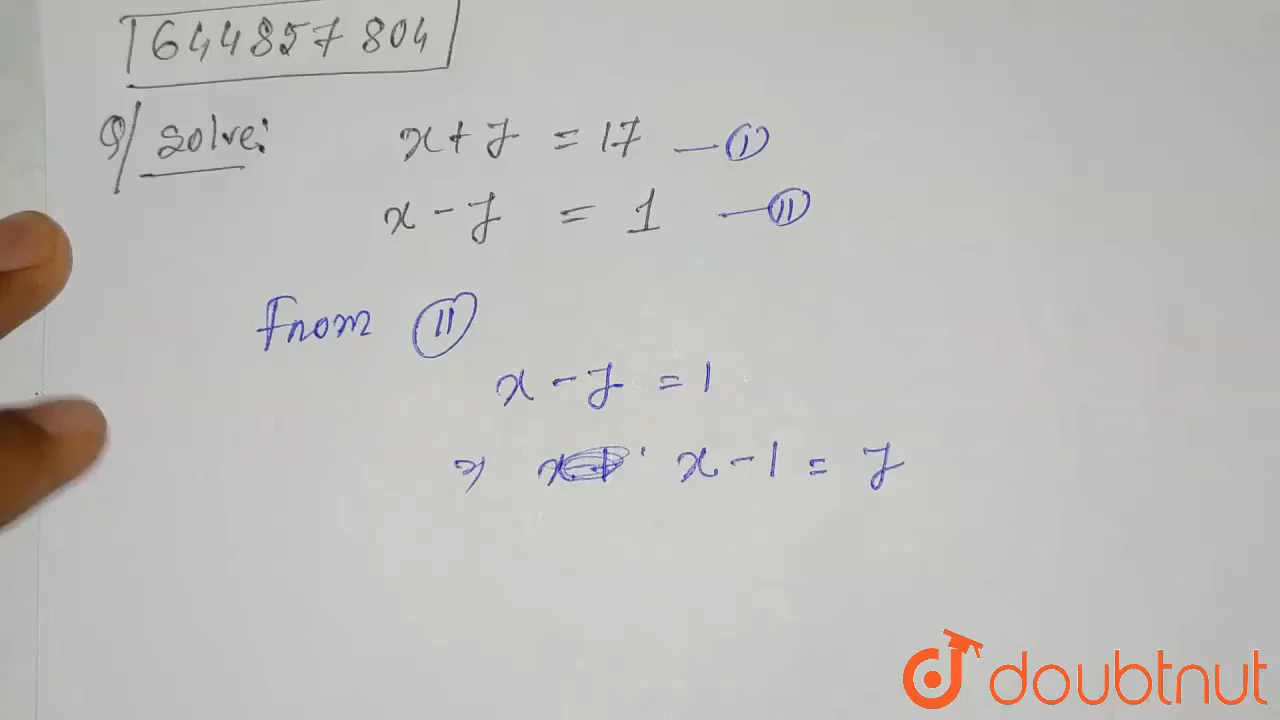 644857804
Q/ Solve: x + y = 17 — (I)
x - y = 1 — (II)
From (II)
x - y = 1
⇒ x - 1 = y
doubtnut